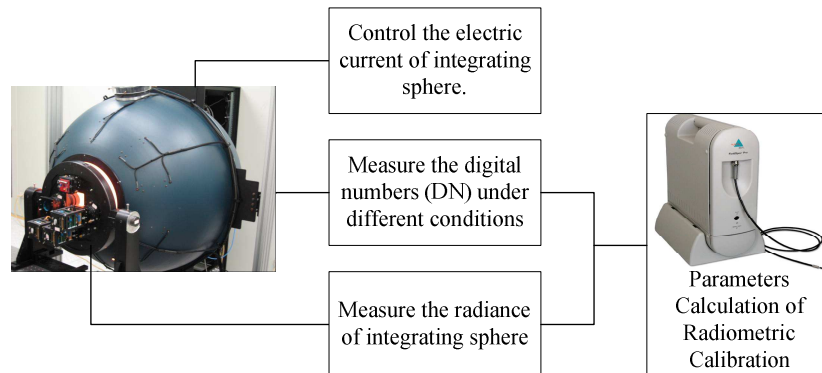 Control the electric
current of integrating
sphere.
Measure the digital
numbers (DN) under
different conditions
Measure the radiance
of integrating sphere
Parameters
Calculation of
Radiometric
Calibration